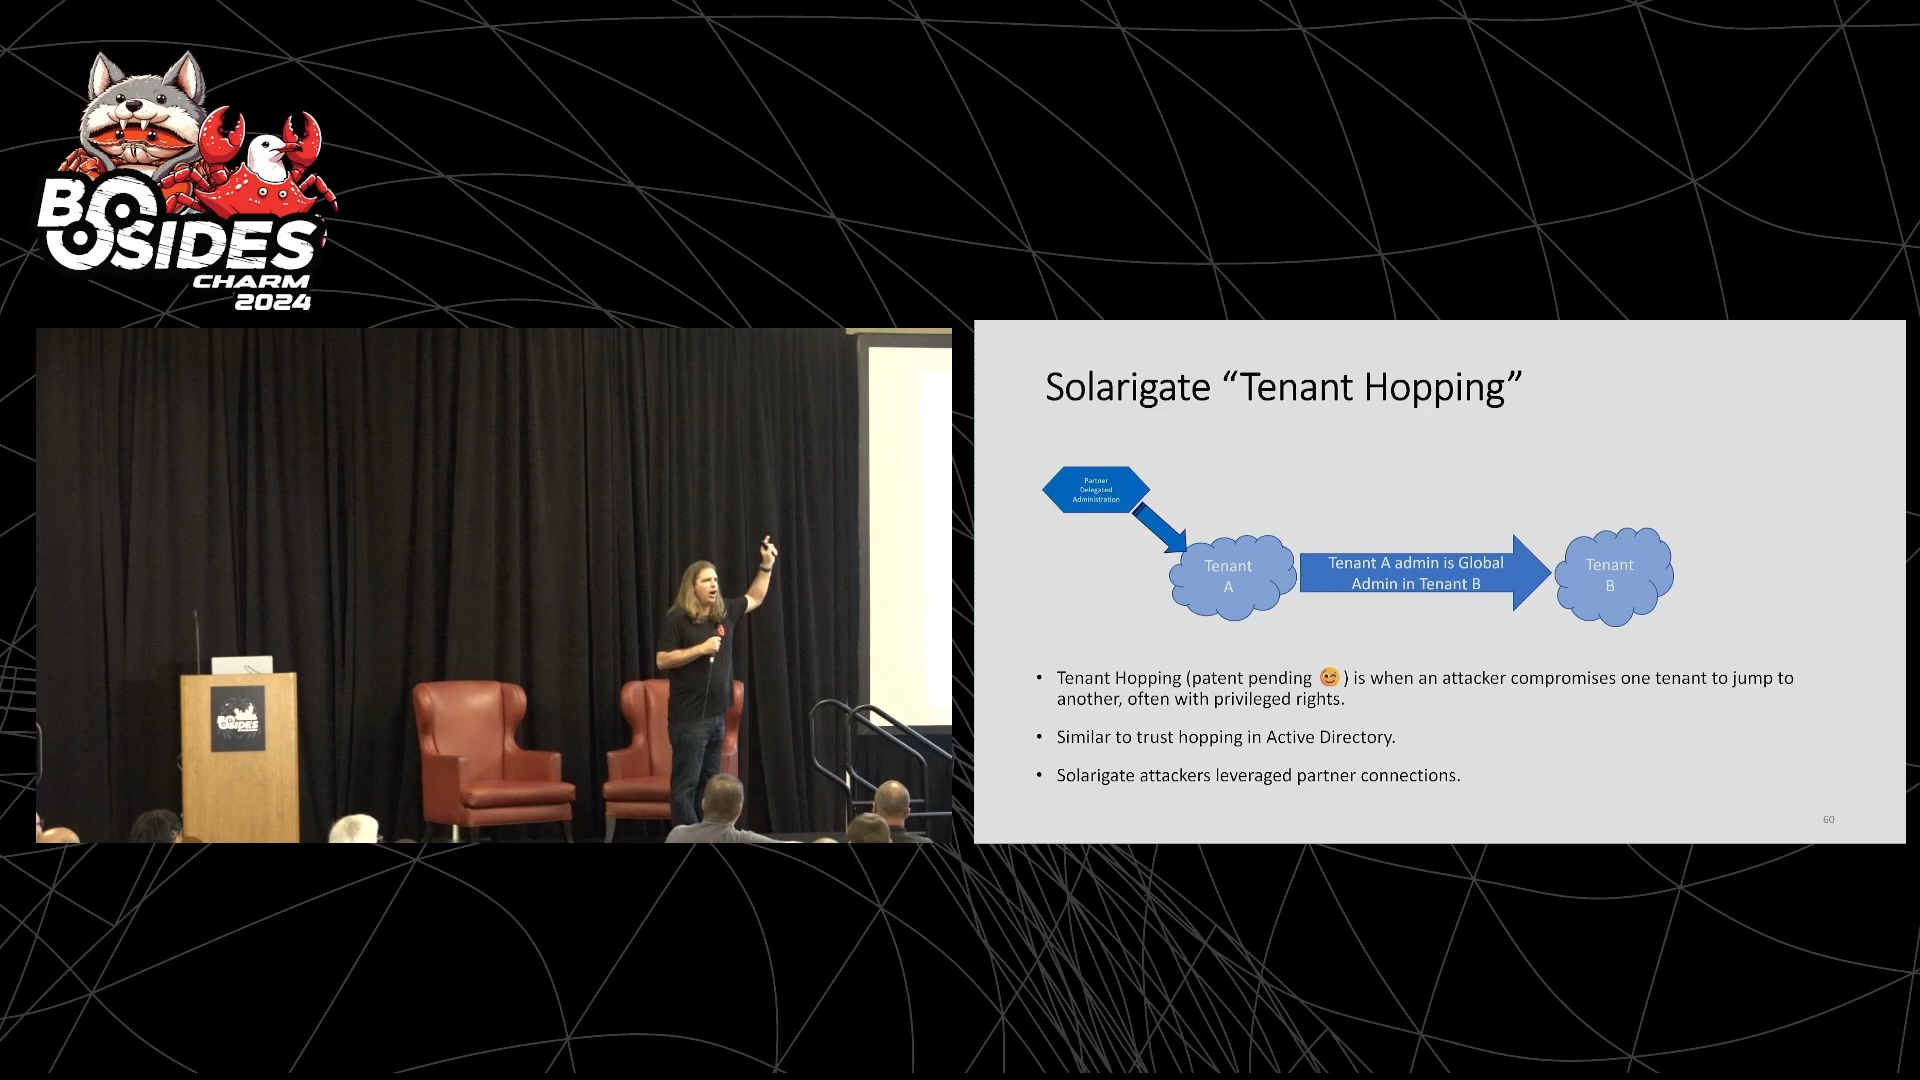 BSIDES
CHARM
2024
BSIDES
Solarigate “Tenant Hopping”
Partner
Delegated
Administration
Tenant
A
Tenant A admin is Global
Admin in Tenant B
Tenant
B
• Tenant Hopping (patent pending 😉) is when an attacker compromises one tenant to jump to
another, often with privileged rights.
• Similar to trust hopping in Active Directory.
• Solarigate attackers leveraged partner connections.
60